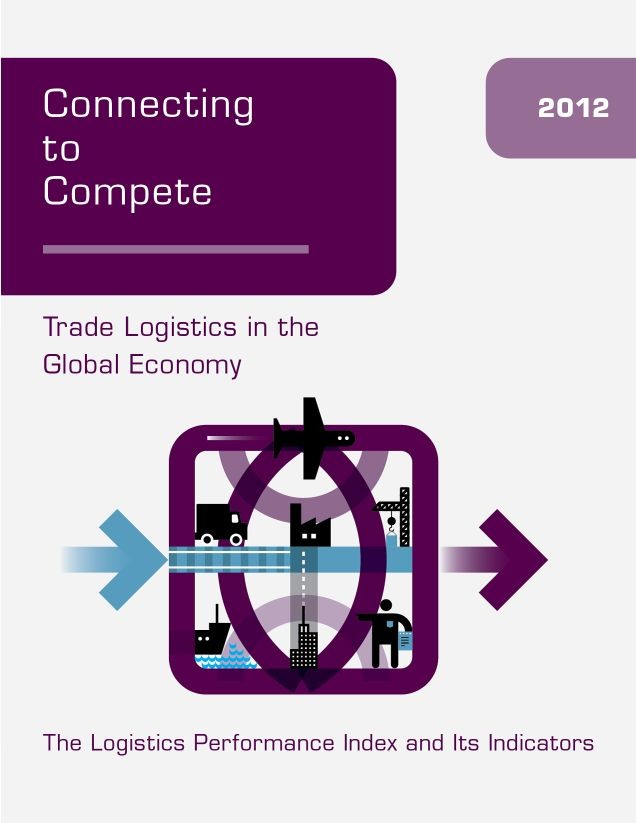 Connecting
to
Compete
2012
Trade Logistics in the
Global Economy
The Logistics Performance Index and Its Indicators